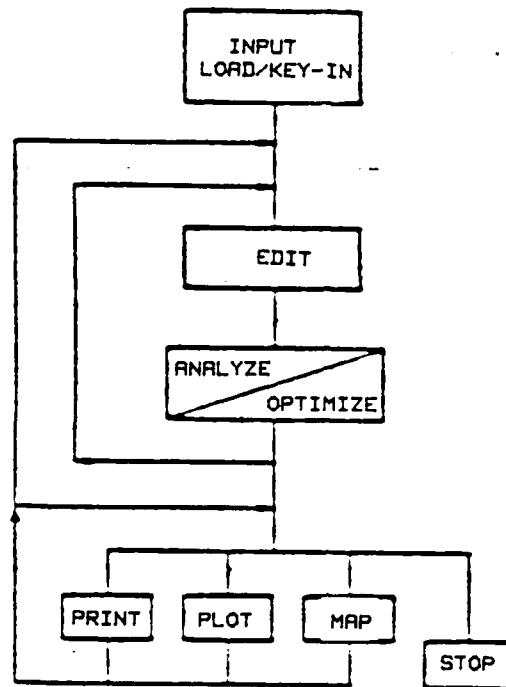 INPUT
LOAD/KEY-IN
EDIT
ANALYZE
OPTIMIZE
PRINT
PLOT
MAP
STOP